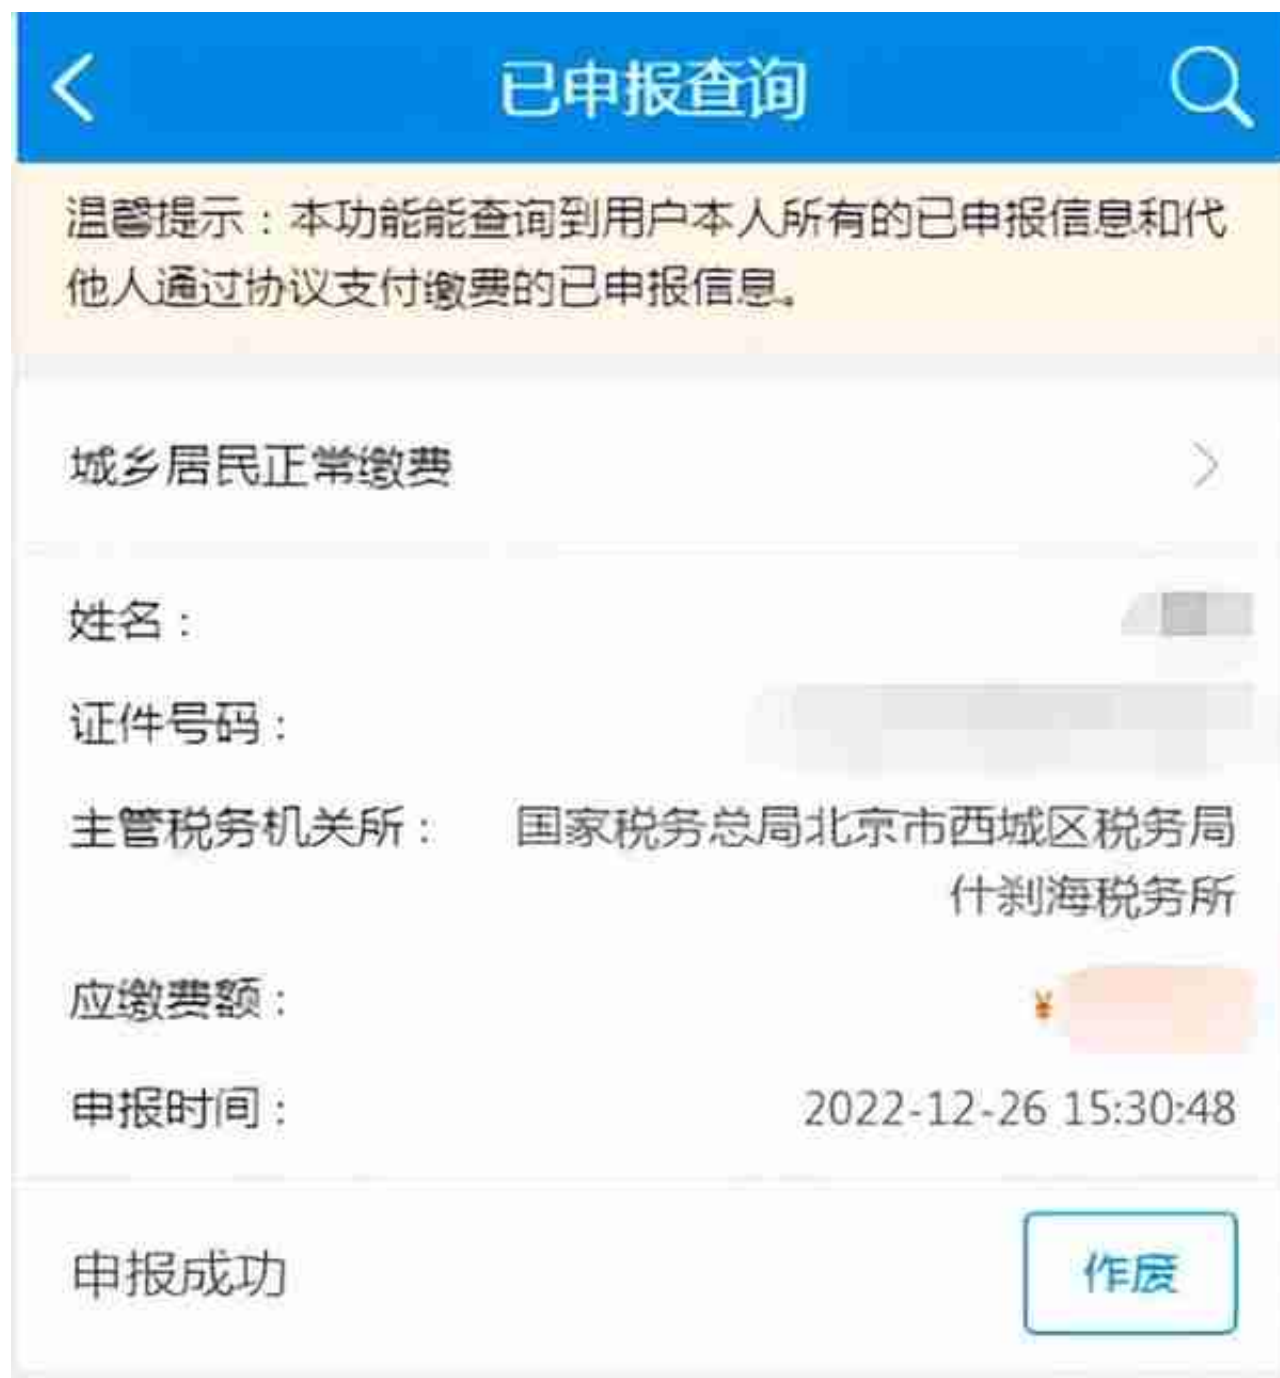 已申报查询
温馨提示：本功能能查询到用户本人所有的已申报信息和代
他人通过协议支付缴费的已申报信息。
城乡居民正常缴费
姓名：
证件号码：
主管税务机关所： 国家税务总局北京市西城区税务局
什刹海税务所
应缴费额： ¥
申报时间： 2022-12-26 15:30:48
申报成功 作废